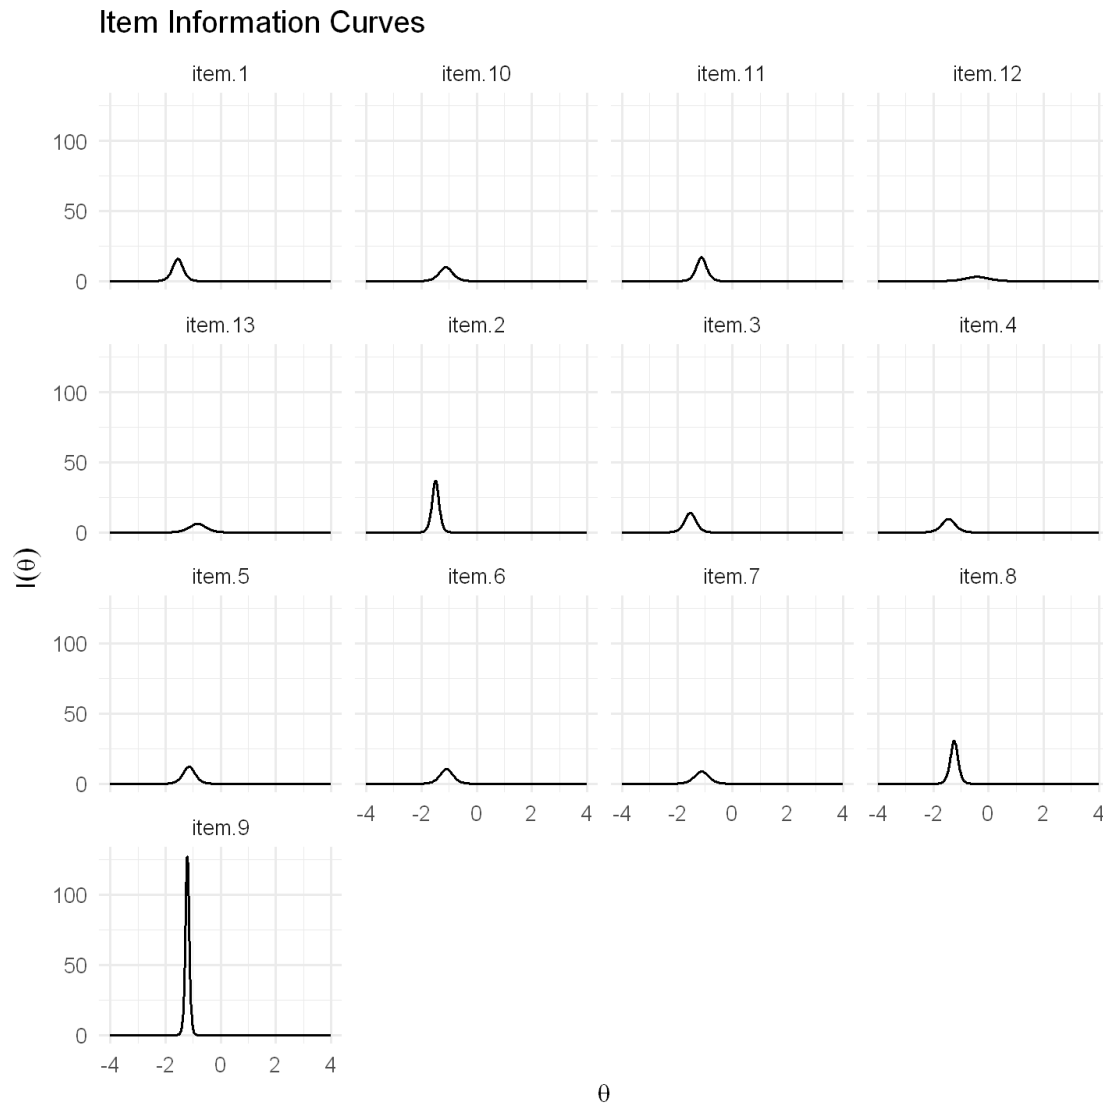 Item Information Curves
item.1 item.10 item.11 item.12
100
50
0
item.13 item.2 item.3 item.4
100
50
0
I(θ)
item.5 item.6 item.7 item.8
100
50
0
-4 -2 0 2 4 -4 -2 0 2 4 -4 -2 0 2 4
item.9
100
50
0
-4 -2 0 2 4
θ